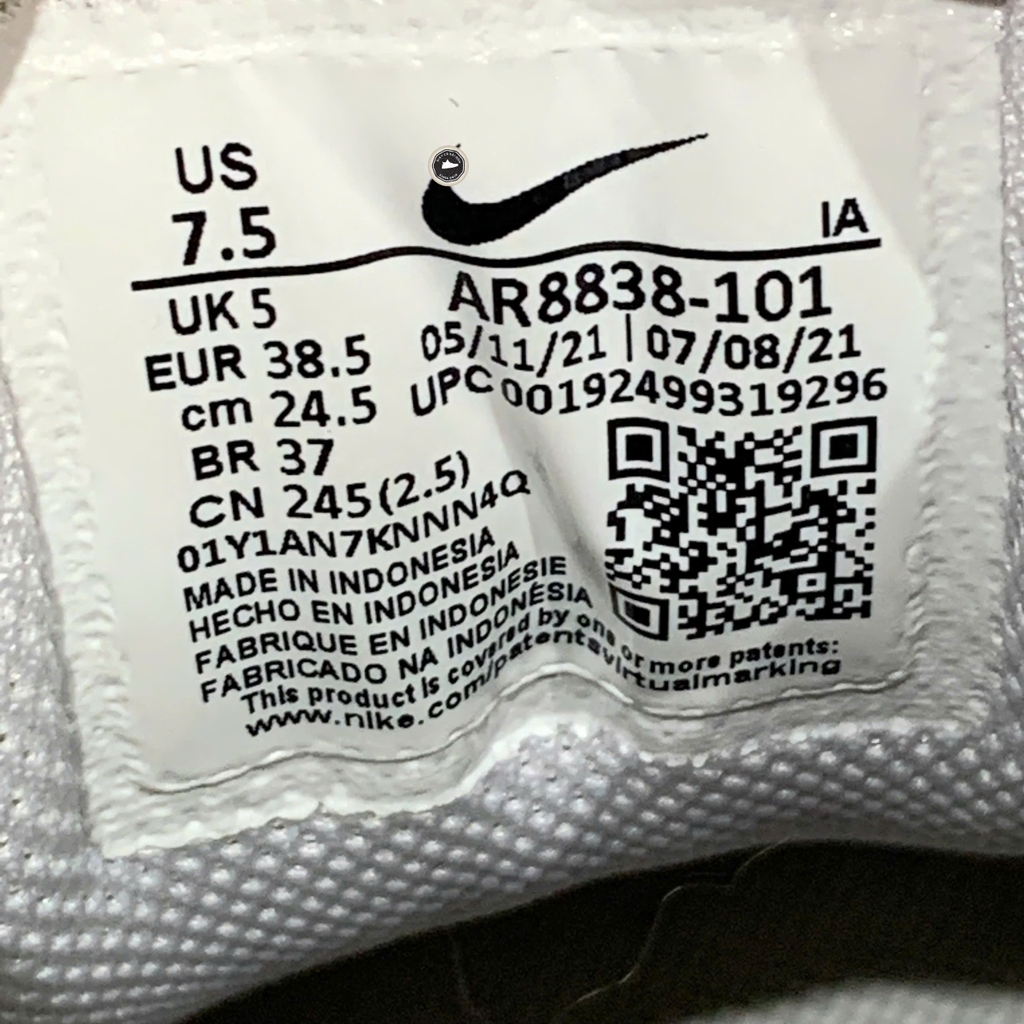 US
7.5
IA
UK 5
AR8838-101
EUR 38.5
05/11/21 | 07/08/21
cm 24.5
UPC 00192499319296
BR 37
CN 245(2.5)
01Y1AN7KNNN4Q
MADE IN INDONESIA
HECHO EN INDONESIA
FABRIQUE EN INDONESIE
FABRICADO NA INDONÉSIA
This product is covered by one or more patents:
www.nike.com/patentsvirtualmarking